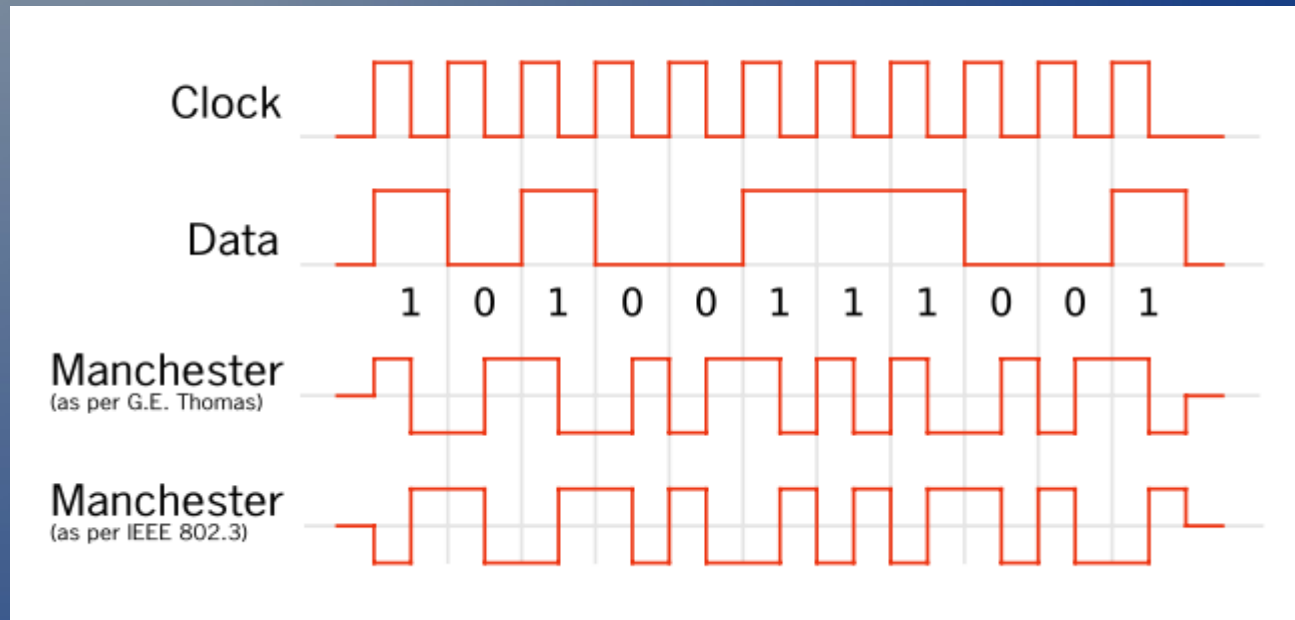 Clock
Data
1 0 1 0 0 1 1 1 0 0 1
Manchester
(as per G.E. Thomas)
Manchester
(as per IEEE 802.3)